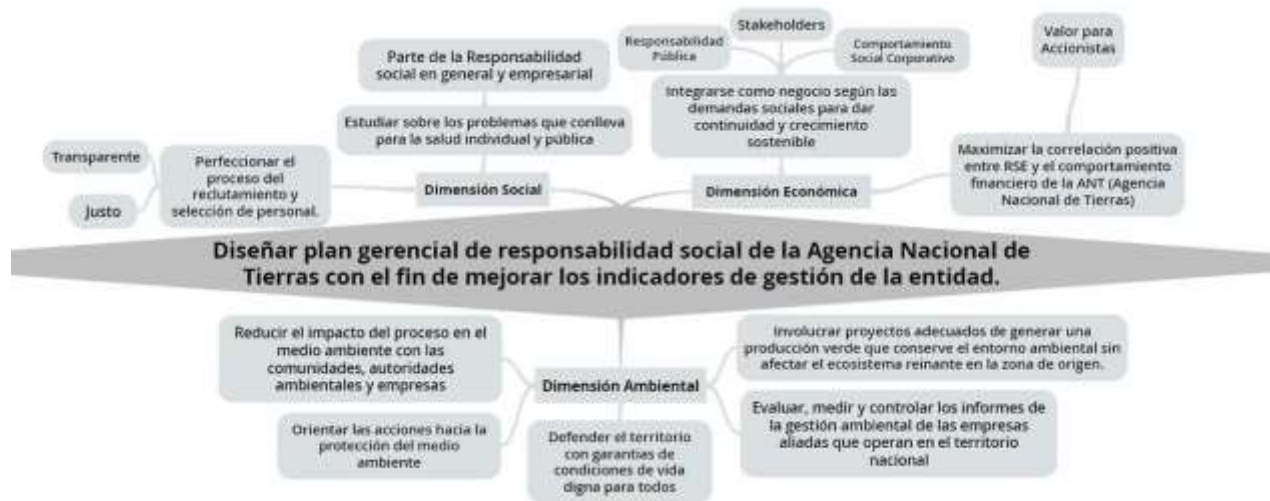 Stakeholders
Responsabilidad
Pública
Comportamiento
Social Corporativo
Valor para
Accionistas
Parte de la Responsabilidad
social en general y empresarial
Integrarse como negocio según las
demandas sociales para dar
continuidad y crecimiento
sostenible
Estudiar sobre los problemas que conlleva
para la salud individual y pública
Maximizar la correlación positiva
entre RSE y el comportamiento
financiero de la ANT (Agencia
Nacional de Tierras)
Transparente
Justo
Perfeccionar el
proceso del
reclutamiento y
selección de personal.
Dimensión Social
Dimensión Económica
Diseñar plan gerencial de responsabilidad social de la Agencia Nacional de
Tierras con el fin de mejorar los indicadores de gestión de la entidad.
Reducir el impacto del proceso en el
medio ambiente con las
comunidades, autoridades
ambientales y empresas
Involucrar proyectos adecuados de generar una
producción verde que conserve el entorno ambiental sin
afectar el ecosistema reinante en la zona de origen.
Dimensión Ambiental
Orientar las acciones hacia la
protección del medio
ambiente
Defender el territorio
con garantias de
condiciones de vida
digna para todos
Evaluar, medir y controlar los informes de
la gestión ambiental de las empresas
aliadas que operan en el territorio
nacional